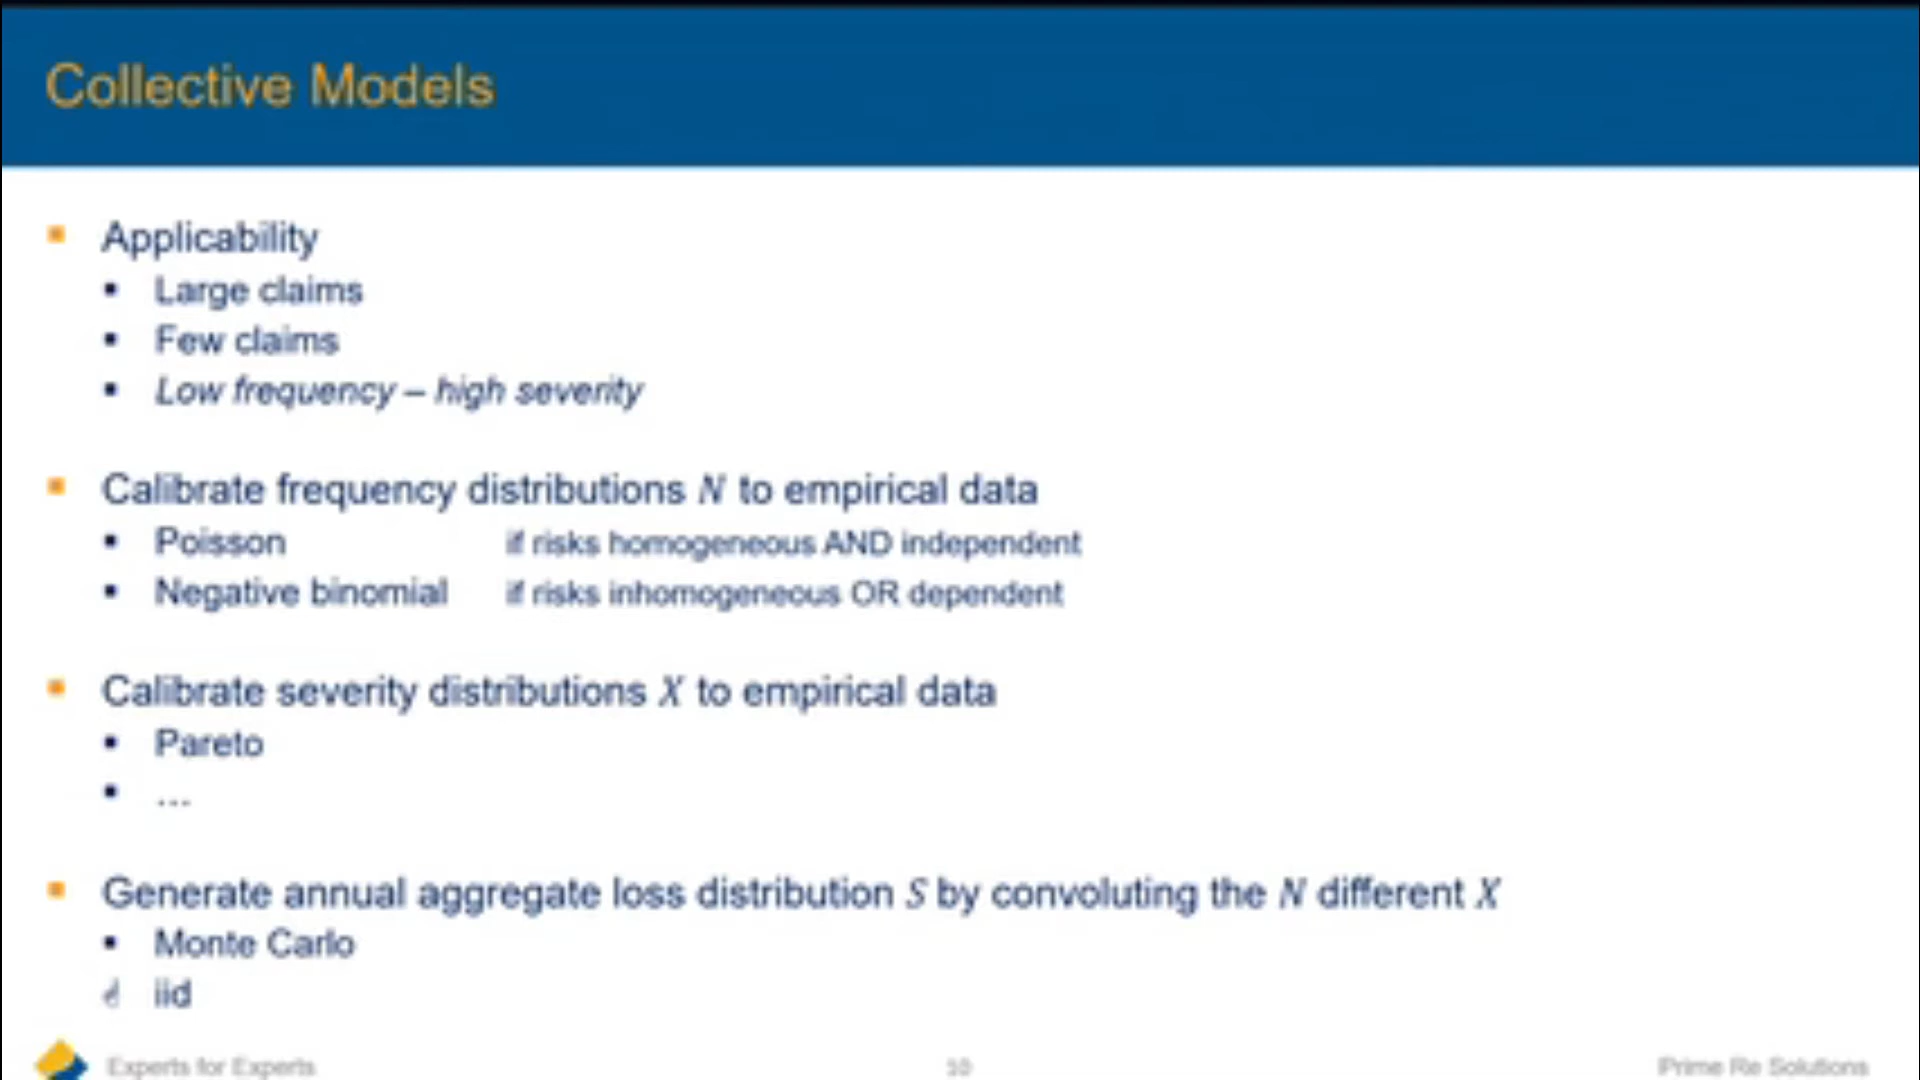 Collective Models
Applicability
Large claims
Few claims
Low frequency – high severity
Calibrate frequency distributions N to empirical data
Poisson if risks homogeneous AND independent
Negative binomial if risks inhomogeneous OR dependent
Calibrate severity distributions X to empirical data
Pareto
...
Generate annual aggregate loss distribution S by convoluting the N different X
Monte Carlo
iid
Experts for Experts 10 Prime Re Solutions